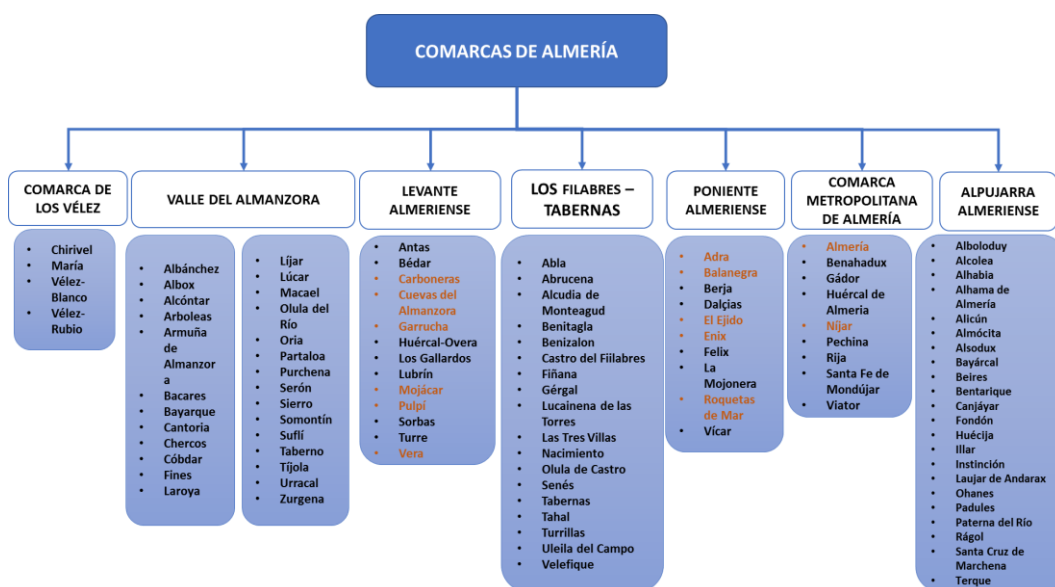 COMARCAS DE ALMERÍA
COMARCA DE
LOS VÉLEZ
Chirivel
María
Vélez-
Blanco
Vélez-
Rubio
VALLE DEL ALMANZORA
Albánchez
Albox
Alcóntar
Arboleas
Armuña
de
Almanzor
a
Bacares
Bayarque
Cantoria
Chercos
Cóbdar
Fines
Laroya
Líjar
Lúcar
Macael
Olula del
Río
Oria
Partaloa
Purchena
Serón
Sierro
Somontín
Suflí
Taberno
Tíjola
Urracal
Zurgena
LEVANTE
ALMERIENSE
Antas
Bédar
Carboneras
Cuevas del
Almanzora
Garrucha
Huércal-Overa
Los Gallardos
Lubrín
Mojácar
Pulpí
Sorbas
Turre
Vera
LOS FILABRES –
TABERNAS
Abla
Abrucena
Alcudia de
Monteagud
Benitagla
Benizalon
Castro del Fiilabres
Fiñana
Gérgal
Lucainena de las
Torres
Las Tres Villas
Nacimiento
Olula de Castro
Senés
Tabernas
Tahal
Turrillas
Uleila del Campo
Velefique
PONIENTE
ALMERIENSE
Adra
Balanegra
Berja
Dalçias
El Ejido
Enix
Felix
La
Mojonera
Roquetas
de Mar
Vícar
COMARCA
METROPOLITANA
DE ALMERÍA
Almería
Benahadux
Gádor
Huércal de
Almeria
Níjar
Pechina
Rija
Santa Fe de
Mondújar
Viator
ALPUJARRA
ALMERIENSE
Alboloduy
Alcolea
Alhabia
Alhama de
Almería
Alicún
Almócita
Alsodux
Bayárcal
Beires
Bentarique
Canjáyar
Fondón
Huécija
Illar
Instinción
Laujar de Andarax
Ohanes
Padules
Paterna del Río
Rágol
Santa Cruz de
Marchena
Terque